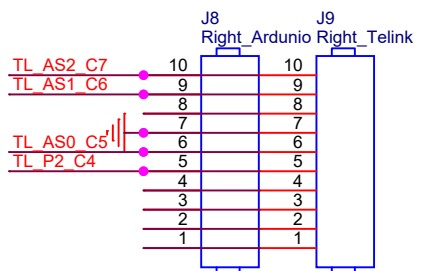 J8 J9
Right_Ardunio Right_Telink
TL_AS2_C7 10 10
TL_AS1_C6 9 9
8 8
7 7
TL_AS0_C5 6 6
TL_P2_C4 5 5
4 4
3 3
2 2
1 1